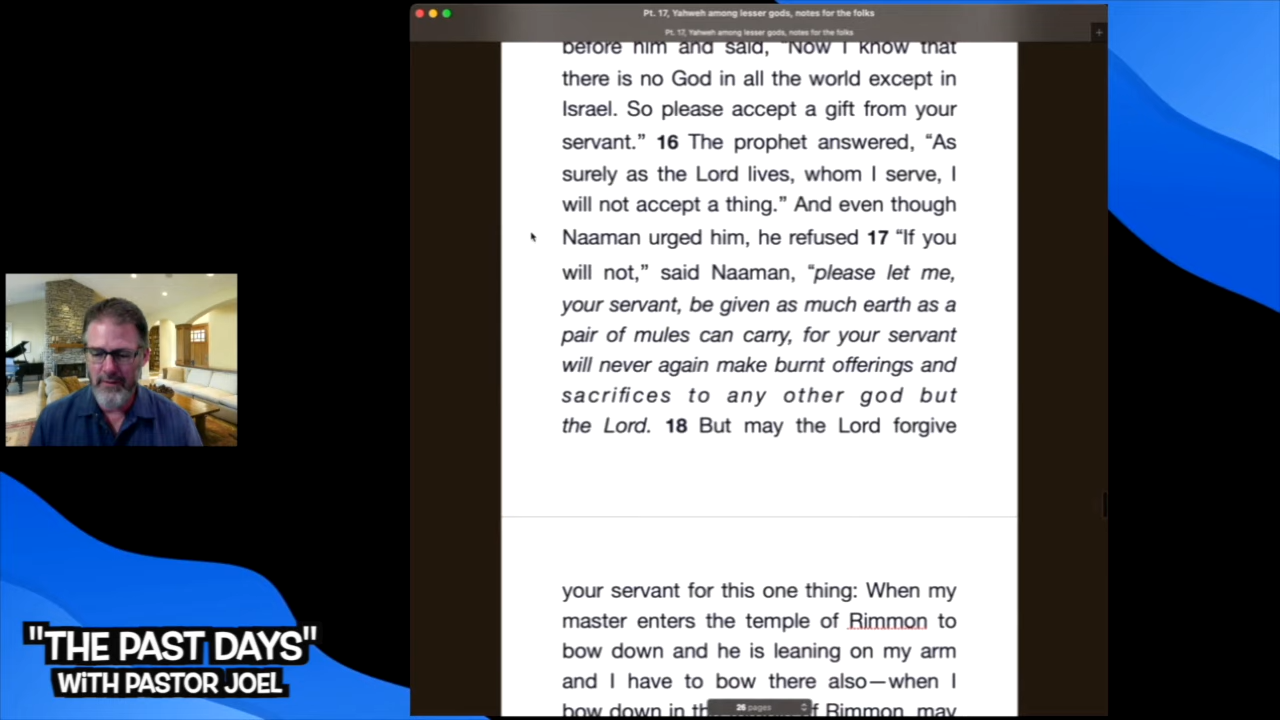 Pt. 17, Yahweh among lesser gods, notes for the folks
Pt. 17, Yahweh among lesser gods, notes for the folks
before him and said, “Now I know that
there is no God in all the world except in
Israel. So please accept a gift from your
servant.” 16 The prophet answered, “As
surely as the Lord lives, whom I serve, I
will not accept a thing.” And even though
Naaman urged him, he refused 17 “If you
will not,” said Naaman, “please let me,
your servant, be given as much earth as a
pair of mules can carry, for your servant
will never again make burnt offerings and
sacrifices to any other god but
the Lord. 18 But may the Lord forgive
your servant for this one thing: When my
master enters the temple of Rimmon to
bow down and he is leaning on my arm
and I have to bow there also—when I
bow down in th f Rimmon, may
26 pages
"THE PAST DAYS"
WITH PASTOR JOEL